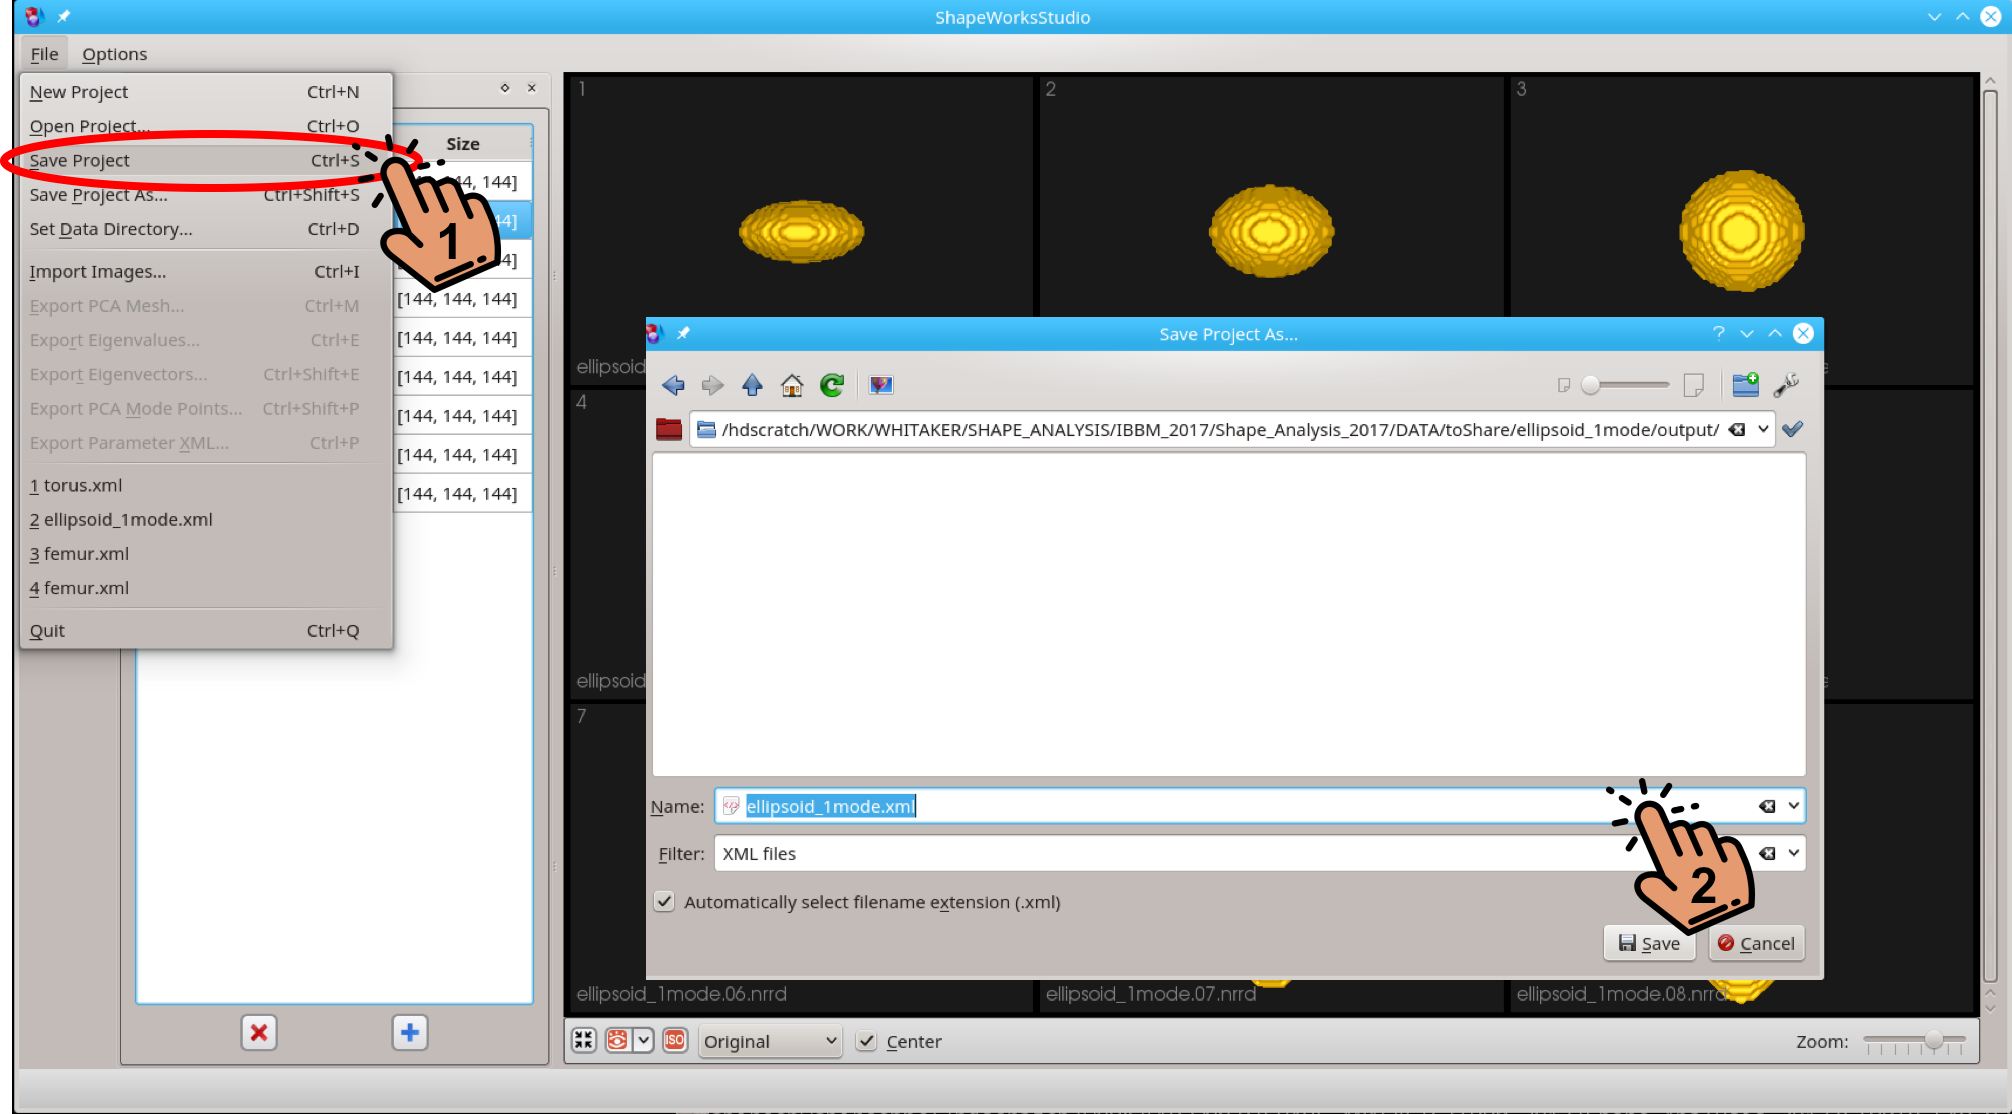 ShapeWorksStudio
File Options
New Project Ctrl+N
Open Project... Ctrl+O
Save Project Ctrl+S
Save Project As... Ctrl+Shift+S
Set Data Directory... Ctrl+D
Import Images... Ctrl+I
Export PCA Mesh... Ctrl+M
Export Eigenvalues... Ctrl+E
Export Eigenvectors... Ctrl+Shift+E
Export PCA Mode Points... Ctrl+Shift+P
Export Parameter XML... Ctrl+P
1 torus.xml
2 ellipsoid_1mode.xml
3 femur.xml
4 femur.xml
Quit Ctrl+Q
Size
44, 144]
44]
4]
[144, 144, 144]
[144, 144, 144]
[144, 144, 144]
[144, 144, 144]
[144, 144, 144]
[144, 144, 144]
1
1
2
3
ellipsoid
4
ellipsoid
7
Save Project As...
/hdscratch/WORK/WHITAKER/SHAPE_ANALYSIS/IBBM_2017/Shape_Analysis_2017/DATA/toShare/ellipsoid_1mode/output/
Name: ellipsoid_1mode.xml
Filter: XML files
Automatically select filename extension (.xml)
2
Save Cancel
ellipsoid_1mode.06.nrrd
ellipsoid_1mode.07.nrrd
ellipsoid_1mode.08.nrrd
ISO Original Center
Zoom: